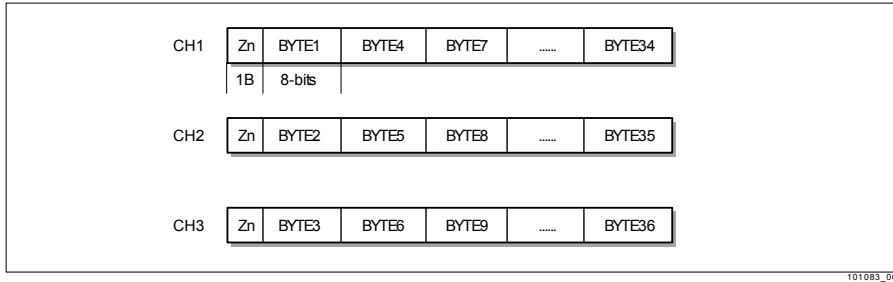 CH1 Zn BYTE1 BYTE4 BYTE7 ...... BYTE34
1B 8-bits
CH2 Zn BYTE2 BYTE5 BYTE8 ...... BYTE35
CH3 Zn BYTE3 BYTE6 BYTE9 ...... BYTE36